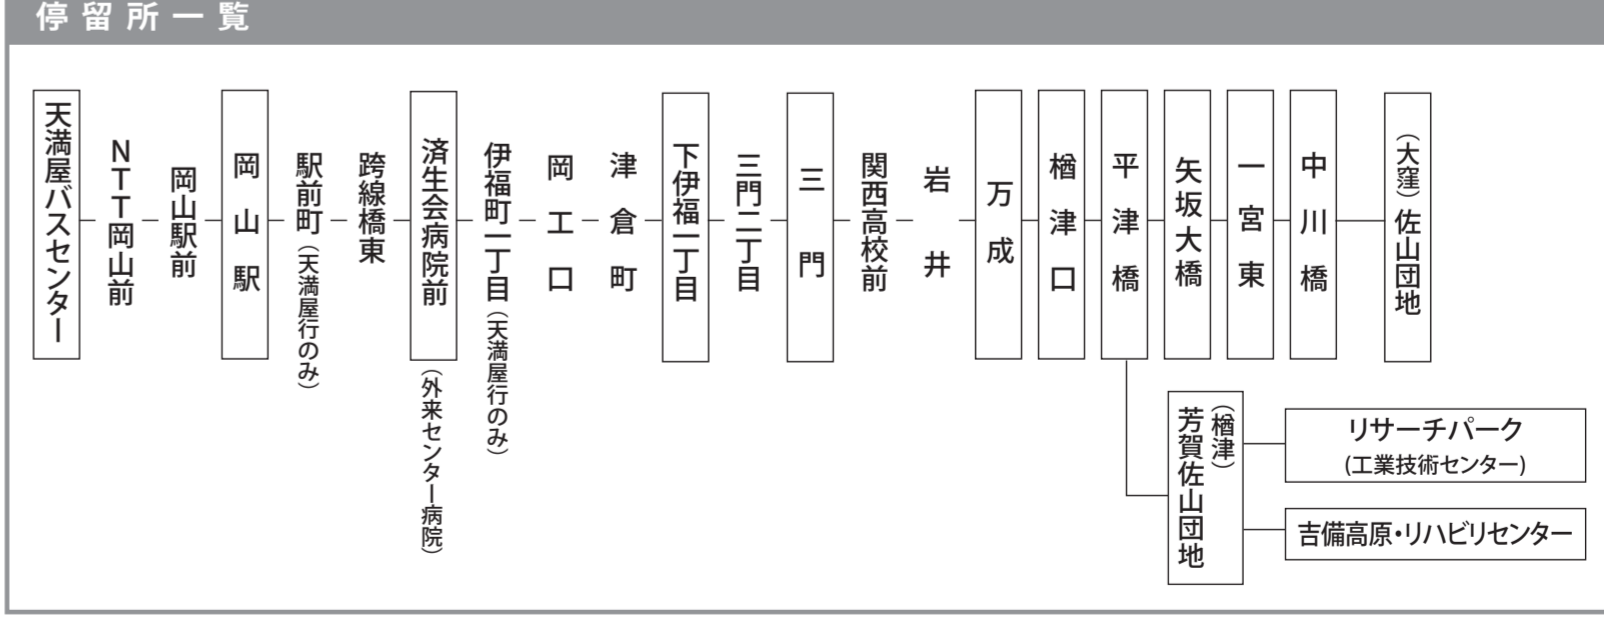 停留所一覧
天満屋バスセンター
NTT岡山前
岡山駅前
岡山駅
駅前町（天満屋行のみ）
跨線橋東
済生会病院前
（外来センター病院）
伊福町一丁目（天満屋行のみ）
岡工口
津倉町
下伊福一丁目
三門二丁目
三門
関西高校前
岩井
万成
楢津口
平津橋
矢坂大橋
一宮東
中川橋
（大窪）佐山団地
（楢津）
芳賀佐山団地
リサーチパーク
(工業技術センター)
吉備高原・リハビリセンター